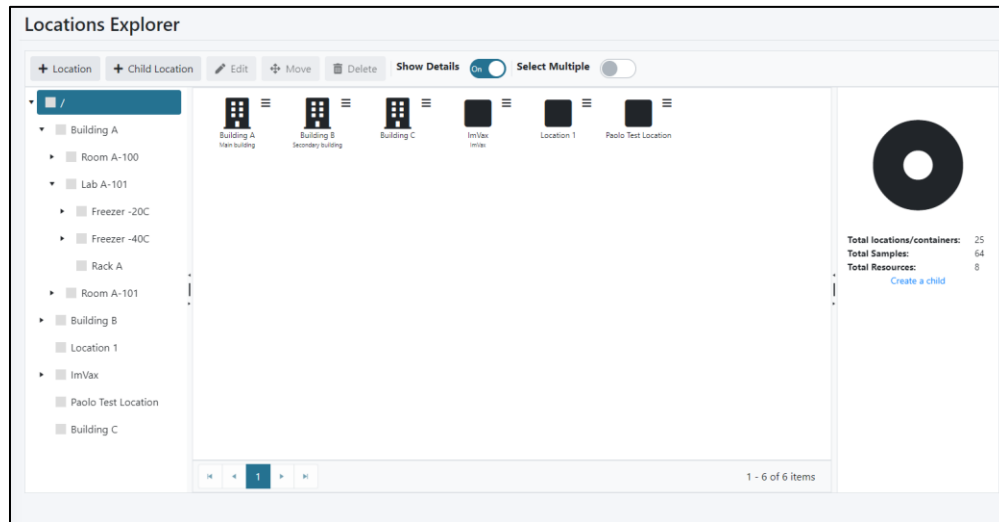 Locations Explorer
+ Location + Child Location Edit Move Delete Show Details On Select Multiple
/
Building A
Room A-100
Lab A-101
Freezer -20C
Freezer -40C
Rack A
Room A-101
Building B
Location 1
ImVax
Paolo Test Location
Building C
Building A Building B Building C ImVax Location 1 Paolo Test Location
Main building Secondary building ImVax
1 1 - 6 of 6 items
Total locations/containers: 25
Total Samples: 64
Total Resources: 8
Create a child